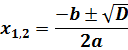 x₁,₂ = (-b ± √D) / 2a